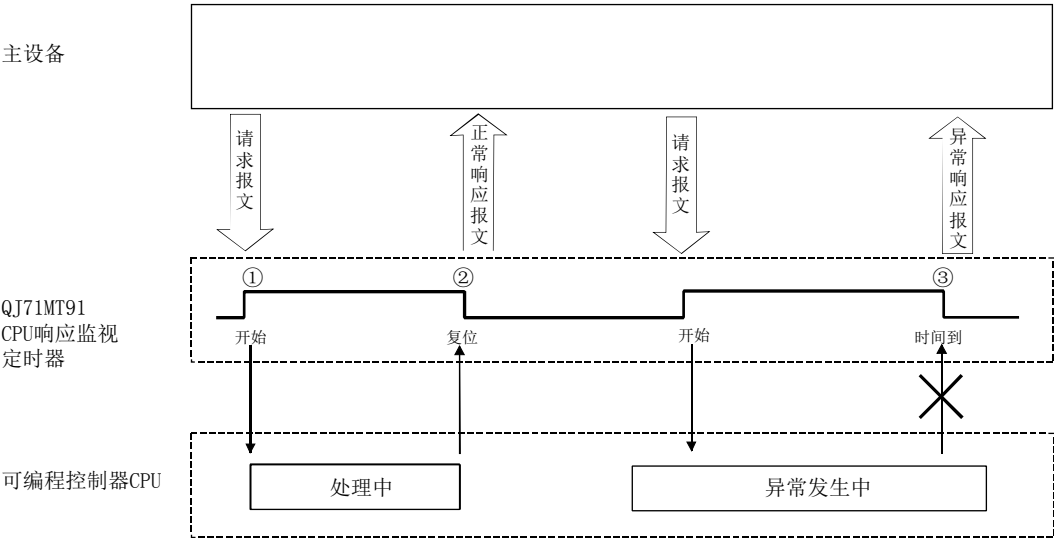 主设备
请求报文
正常响应报文
请求报文
异常响应报文
① ② ③
QJ71MT91
CPU响应监视
定时器
开始 复位 开始 时间到
可编程控制器CPU
处理中 异常发生中